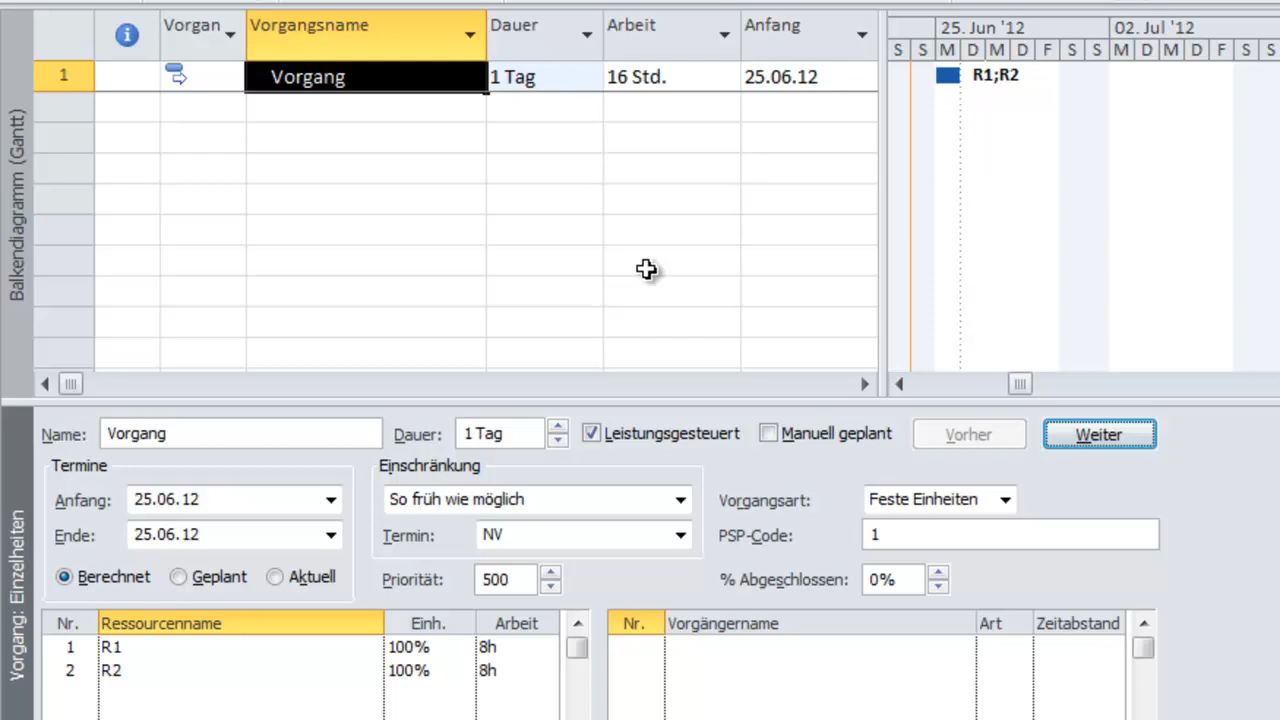 Vorgan Vorgangsname Dauer Arbeit Anfang
25. Jun '12 02. Jul '12
S S M D M D F S S M D M D F S S
1 Vorgang 1 Tag 16 Std. 25.06.12 R1;R2
Balkendiagramm (Gantt)
Name: Vorgang Dauer: 1 Tag Leistungsgesteuert Manuell geplant Vorher Weiter
Termine Einschränkung
Anfang: 25.06.12 So früh wie möglich Vorgangsart: Feste Einheiten
Ende: 25.06.12 Termin: NV PSP-Code: 1
Berechnet Geplant Aktuell Priorität: 500 % Abgeschlossen: 0%
Nr. Ressourcenname Einh. Arbeit Nr. Vorgängername Art Zeitabstand
1 R1 100% 8h
2 R2 100% 8h
Vorgang: Einzelheiten